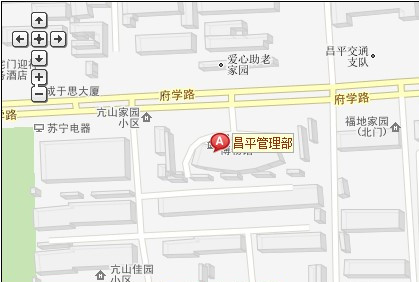 爱心助老
家园
昌平交通
支队
成于思大厦
府学路
府学路
亢山家园
小区
苏宁电器
福地家园
(北门)
A
昌平管理部
亢山佳园
小区